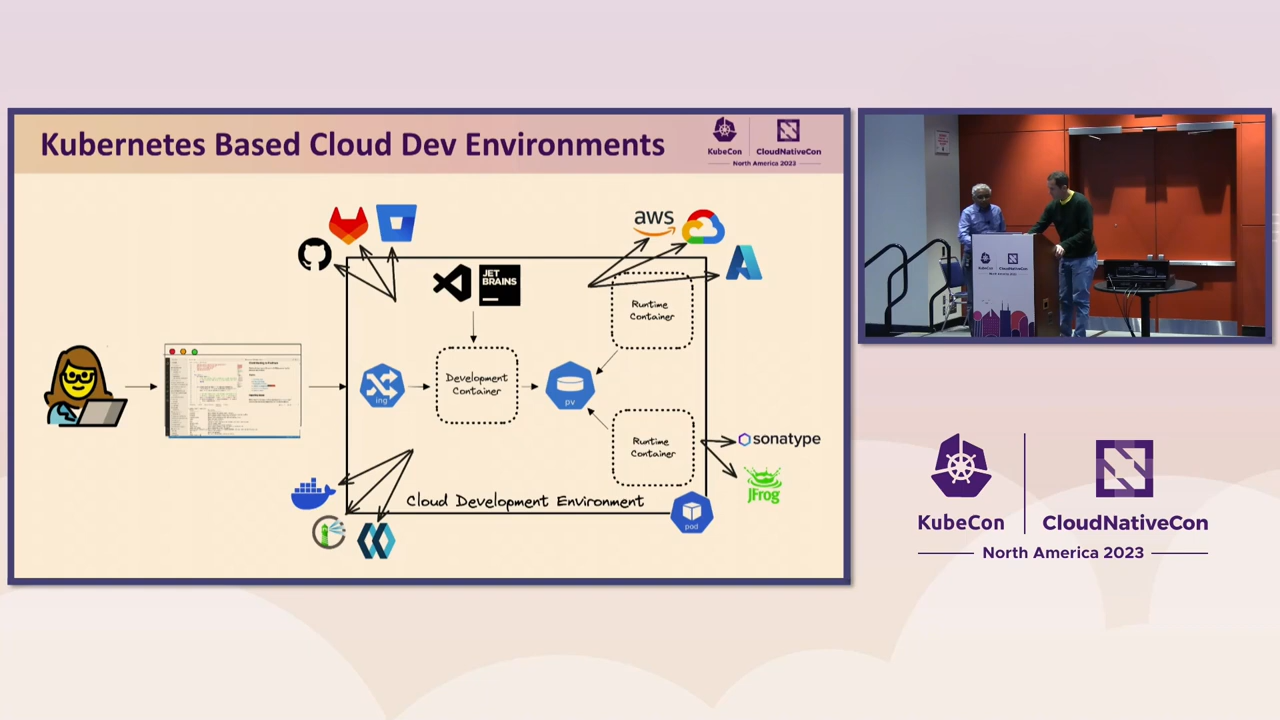 Kubernetes Based Cloud Dev Environments
KubeCon
CloudNativeCon
North America 2023
aws
JET
BRAINS
Runtime
Container
Development
Container
ing
pv
Runtime
Container
sonatype
JFrog
Cloud Development Environment
pod
KubeCon
CloudNativeCon
North America 2023